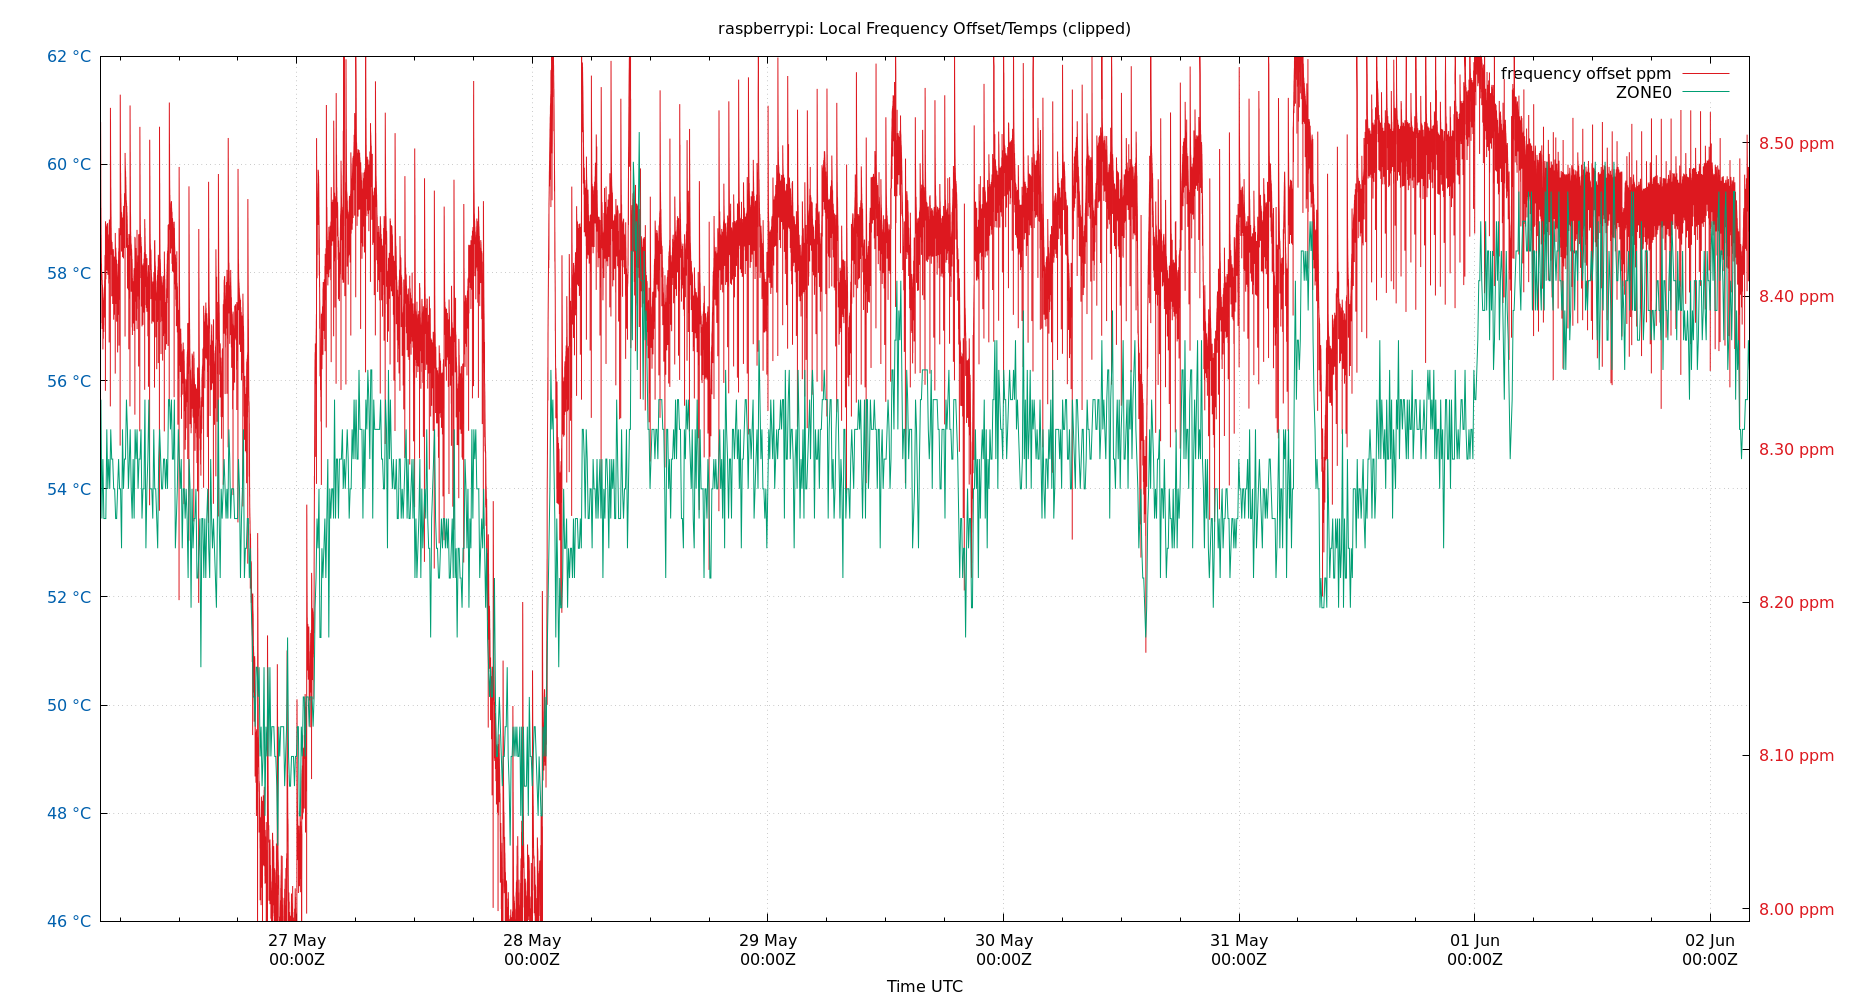 raspberrypi: Local Frequency Offset/Temps (clipped)
62 °C
60 °C
58 °C
56 °C
54 °C
52 °C
50 °C
48 °C
46 °C
frequency offset ppm
ZONE0
8.50 ppm
8.40 ppm
8.30 ppm
8.20 ppm
8.10 ppm
8.00 ppm
27 May
00:00Z
28 May
00:00Z
29 May
00:00Z
30 May
00:00Z
31 May
00:00Z
01 Jun
00:00Z
02 Jun
00:00Z
Time UTC